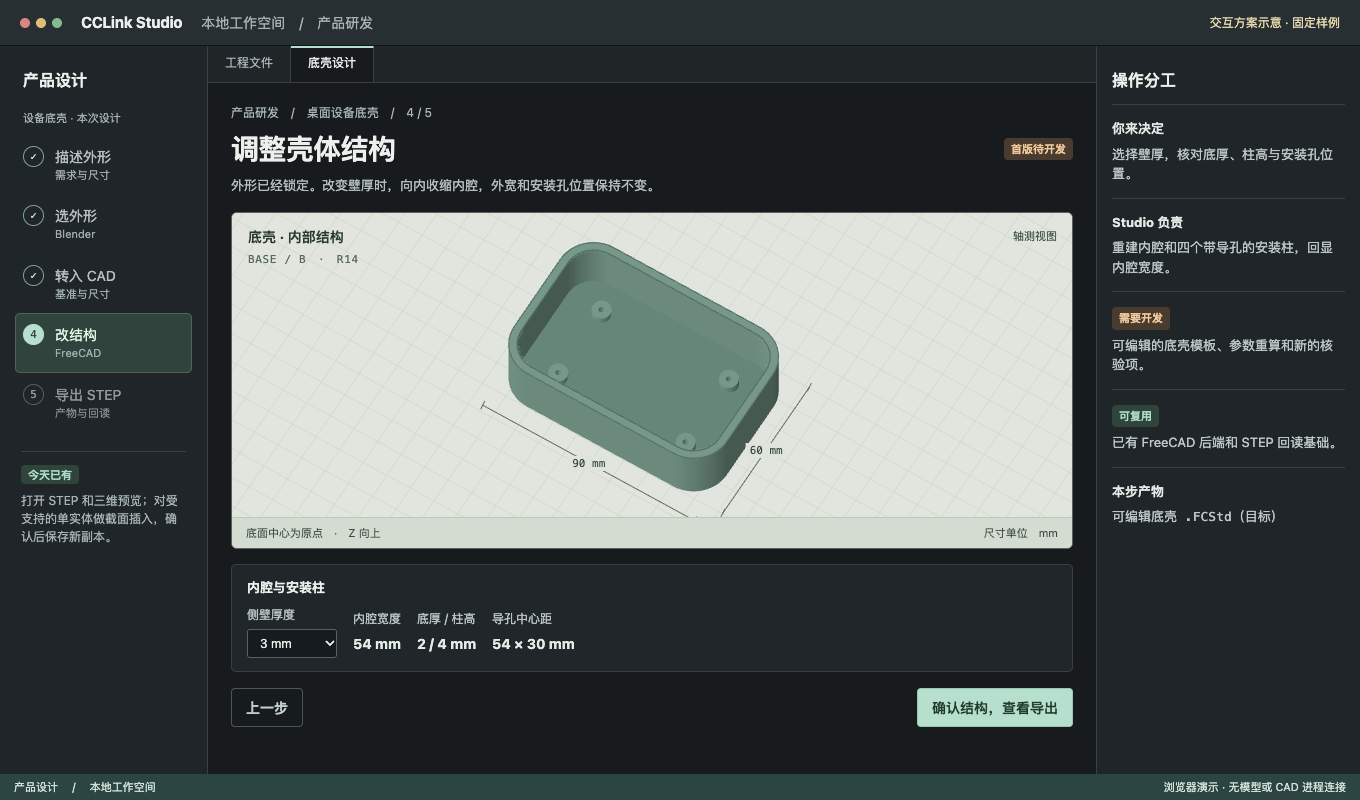 CCLink Studio 本地工作空间 / 产品研发
交互方案示意 · 固定样例
产品设计
设备底壳 · 本次设计
✓ 描述外形
需求与尺寸
✓ 选外形
Blender
✓ 转入 CAD
基准与尺寸
4 改结构
FreeCAD
5 导出 STEP
产物与回读
今天已有
打开 STEP 和三维预览；对受
支持的单实体做截面插入，确
认后保存新副本。
工程文件 底壳设计
产品研发 / 桌面设备底壳 / 4 / 5
调整壳体结构
首版待开发
外形已经锁定。改变壁厚时，向内收缩内腔，外宽和安装孔位置保持不变。
底壳 · 内部结构
轴测视图
BASE / B · R14
90 mm
60 mm
底面中心为原点 · Z 向上
尺寸单位 mm
内腔与安装柱
侧壁厚度 内腔宽度 底厚 / 柱高 导孔中心距
3 mm 54 mm 2 / 4 mm 54 × 30 mm
上一步
确认结构，查看导出
操作分工
你来决定
选择壁厚，核对底厚、柱高与安装孔位
置。
Studio 负责
重建内腔和四个带导孔的安装柱，回显
内腔宽度。
需要开发
可编辑的底壳模板、参数重算和新的核
验项。
可复用
已有 FreeCAD 后端和 STEP 回读基础。
本步产物
可编辑底壳 .FCStd（目标）
产品设计 / 本地工作空间
浏览器演示 · 无模型或 CAD 进程连接